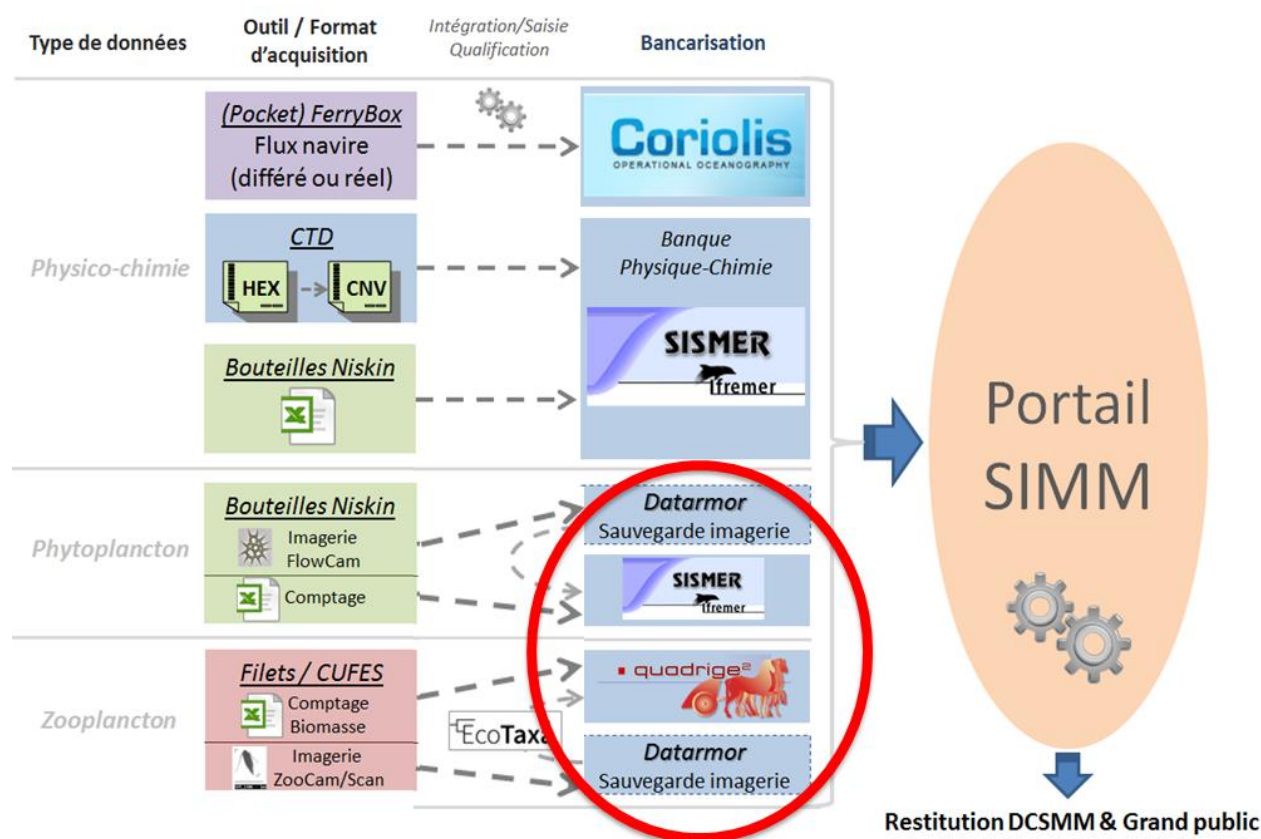 Type de données
Outil / Format
d'acquisition
Intégration/Saisie
Qualification
Bancarisation
Physico-chimie
(Pocket) FerryBox
Flux navire
(différé ou réel)
Coriolis
OPERATIONAL OCEANOGRAPHY
CTD
HEX
CNV
Banque
Physique-Chimie
SISMER
Ifremer
Bouteilles Niskin
Phytoplancton
Bouteilles Niskin
Imagerie
FlowCam
Comptage
Datarmor
Sauvegarde imagerie
SISMER
Ifremer
Zooplancton
Filets / CUFES
Comptage
Biomasse
Imagerie
ZooCam/Scan
EcoTaxa
quadrige²
Datarmor
Sauvegarde imagerie
Portail
SIMM
Restitution DCSMM & Grand public